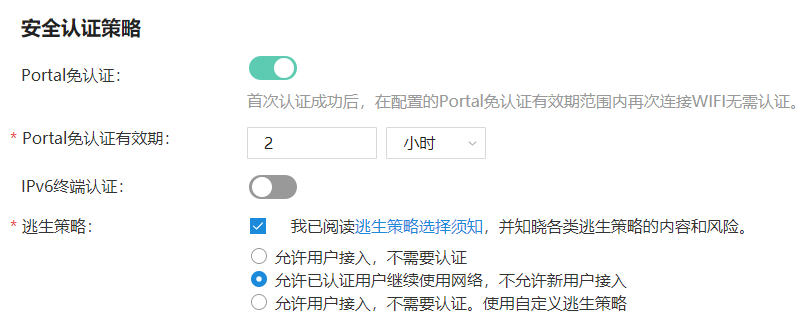 安全认证策略
Portal免认证：
首次认证成功后，在配置的Portal免认证有效期范围内再次连接WIFI无需认证。
* Portal免认证有效期： 2 小时
IPv6终端认证：
* 逃生策略： 我已阅读逃生策略选择须知，并知晓各类逃生策略的内容和风险。
允许用户接入，不需要认证
允许已认证用户继续使用网络，不允许新用户接入
允许用户接入，不需要认证。使用自定义逃生策略